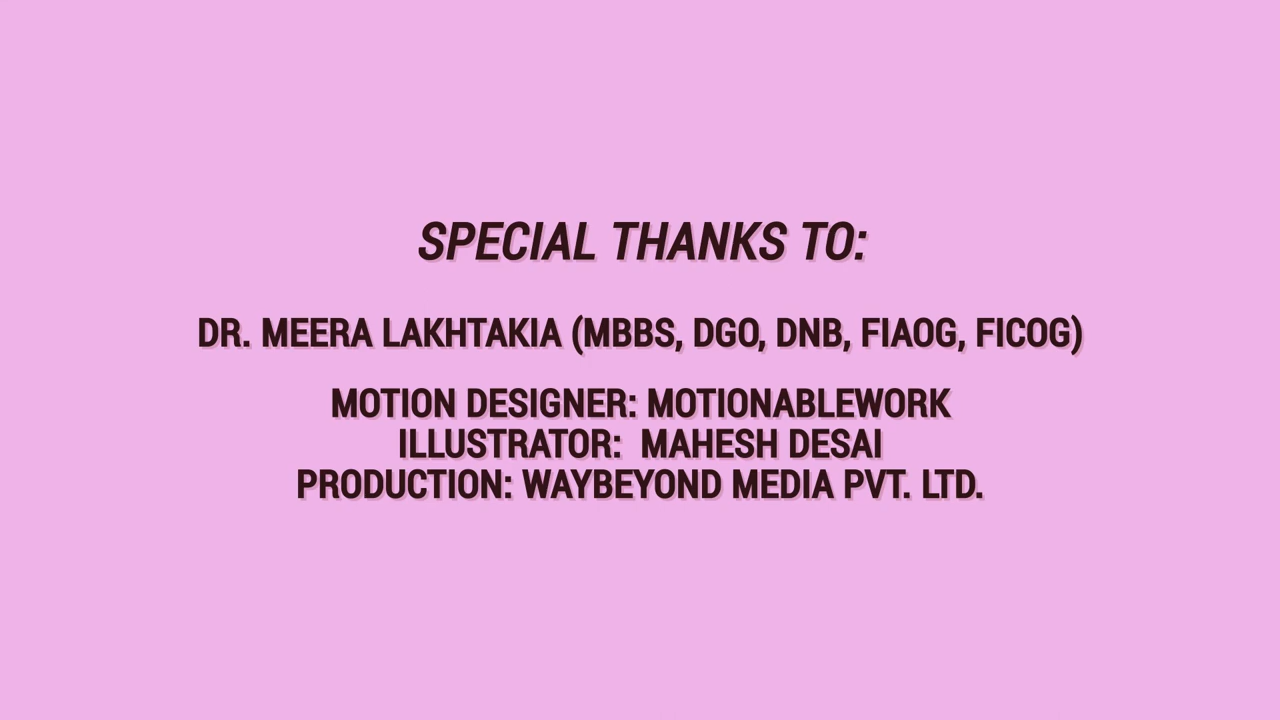 SPECIAL THANKS TO:
DR. MEERA LAKHTAKIA (MBBS, DGO, DNB, FIAOG, FICOG)
MOTION DESIGNER: MOTIONABLEWORK
ILLUSTRATOR:  MAHESH DESAI
PRODUCTION: WAYBEYOND MEDIA PVT. LTD.